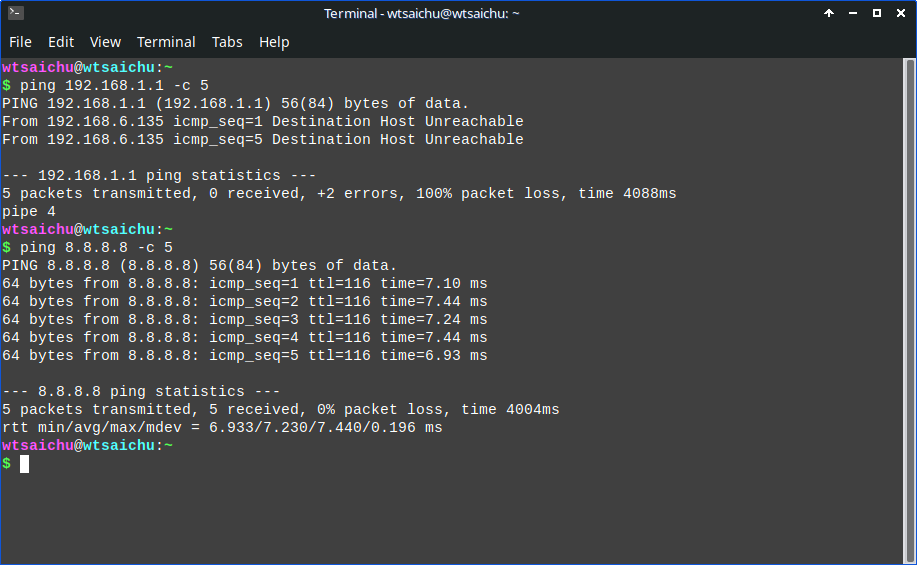 Terminal - wtsaichu@wtsaichu: ~
File Edit View Terminal Tabs Help
wtsaichu@wtsaichu:~
$ ping 192.168.1.1 -c 5
PING 192.168.1.1 (192.168.1.1) 56(84) bytes of data.
From 192.168.6.135 icmp_seq=1 Destination Host Unreachable
From 192.168.6.135 icmp_seq=5 Destination Host Unreachable
--- 192.168.1.1 ping statistics ---
5 packets transmitted, 0 received, +2 errors, 100% packet loss, time 4088ms
pipe 4
wtsaichu@wtsaichu:~
$ ping 8.8.8.8 -c 5
PING 8.8.8.8 (8.8.8.8) 56(84) bytes of data.
64 bytes from 8.8.8.8: icmp_seq=1 ttl=116 time=7.10 ms
64 bytes from 8.8.8.8: icmp_seq=2 ttl=116 time=7.44 ms
64 bytes from 8.8.8.8: icmp_seq=3 ttl=116 time=7.24 ms
64 bytes from 8.8.8.8: icmp_seq=4 ttl=116 time=7.44 ms
64 bytes from 8.8.8.8: icmp_seq=5 ttl=116 time=6.93 ms
--- 8.8.8.8 ping statistics ---
5 packets transmitted, 5 received, 0% packet loss, time 4004ms
rtt min/avg/max/mdev = 6.933/7.230/7.440/0.196 ms
wtsaichu@wtsaichu:~
$